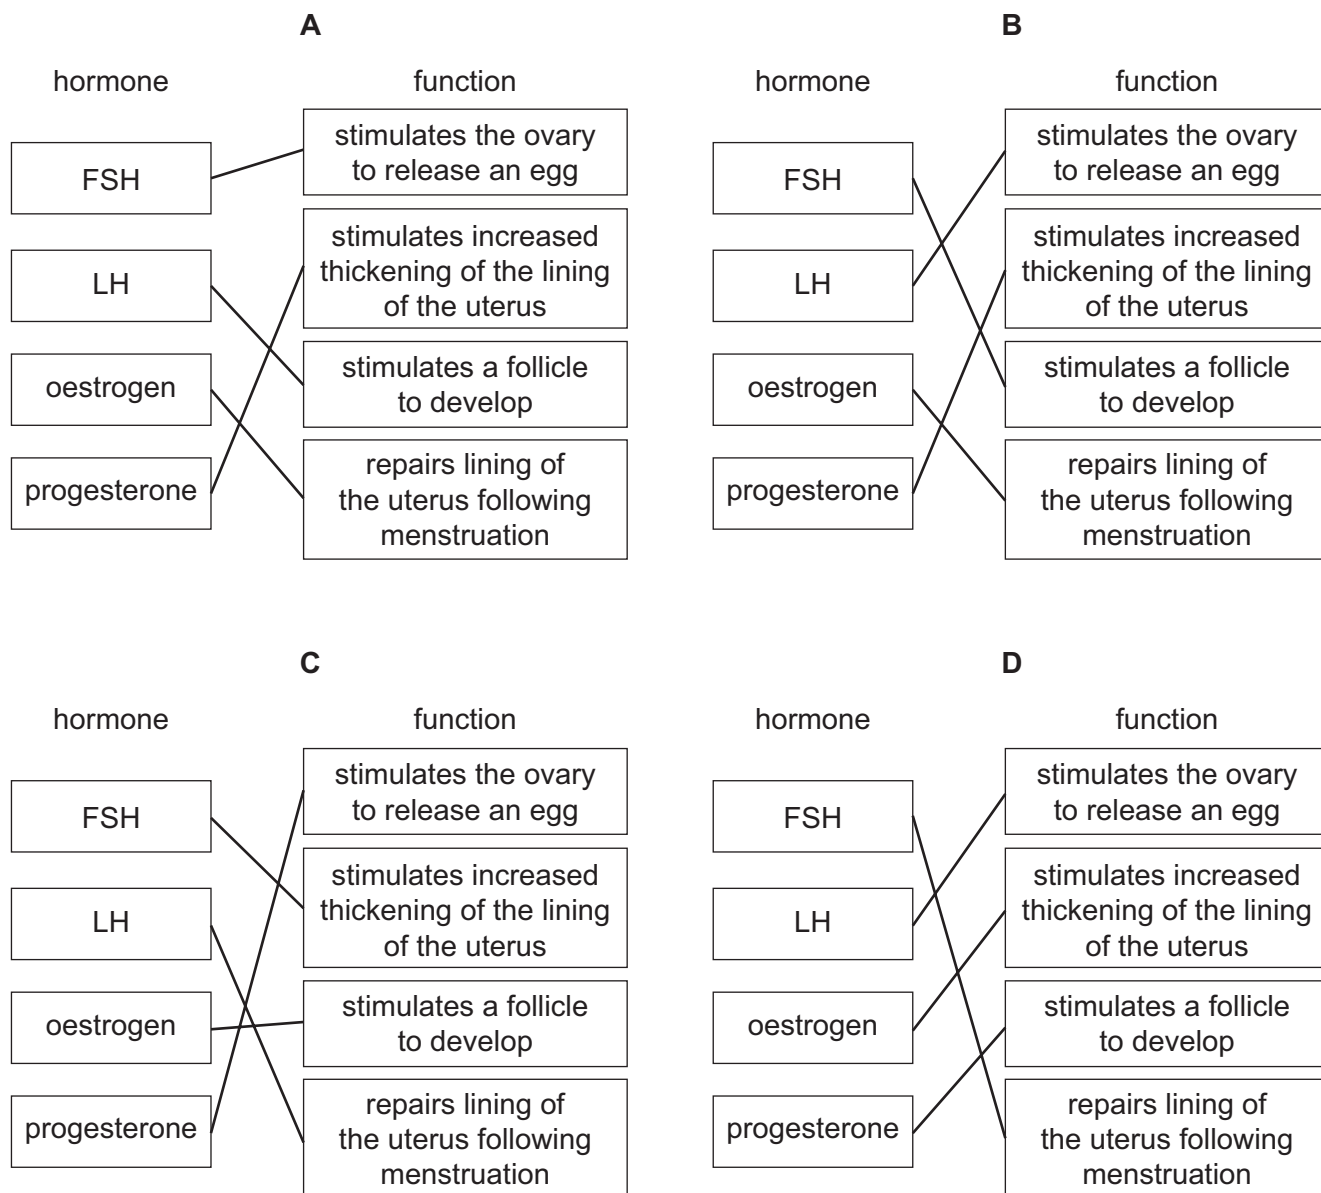 A
hormone
function
FSH
LH
oestrogen
progesterone
stimulates the ovary
to release an egg
stimulates increased
thickening of the lining
of the uterus
stimulates a follicle
to develop
repairs lining of
the uterus following
menstruation
B
hormone
function
FSH
LH
oestrogen
progesterone
stimulates the ovary
to release an egg
stimulates increased
thickening of the lining
of the uterus
stimulates a follicle
to develop
repairs lining of
the uterus following
menstruation
C
hormone
function
FSH
LH
oestrogen
progesterone
stimulates the ovary
to release an egg
stimulates increased
thickening of the lining
of the uterus
stimulates a follicle
to develop
repairs lining of
the uterus following
menstruation
D
hormone
function
FSH
LH
oestrogen
progesterone
stimulates the ovary
to release an egg
stimulates increased
thickening of the lining
of the uterus
stimulates a follicle
to develop
repairs lining of
the uterus following
menstruation